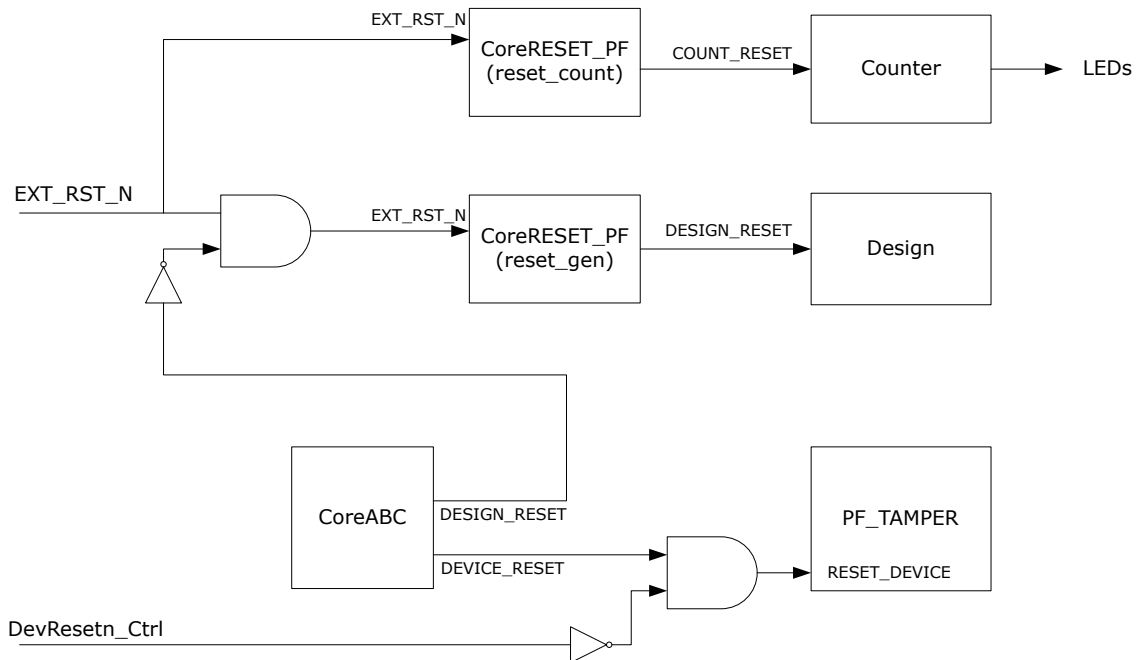 EXT_RST_N
CoreRESET_PF
(reset_count)
COUNT_RESET
Counter
LEDs
EXT_RST_N
EXT_RST_N
CoreRESET_PF
(reset_gen)
DESIGN_RESET
Design
CoreABC
DESIGN_RESET
DEVICE_RESET
PF_TAMPER
RESET_DEVICE
DevResetn_Ctrl